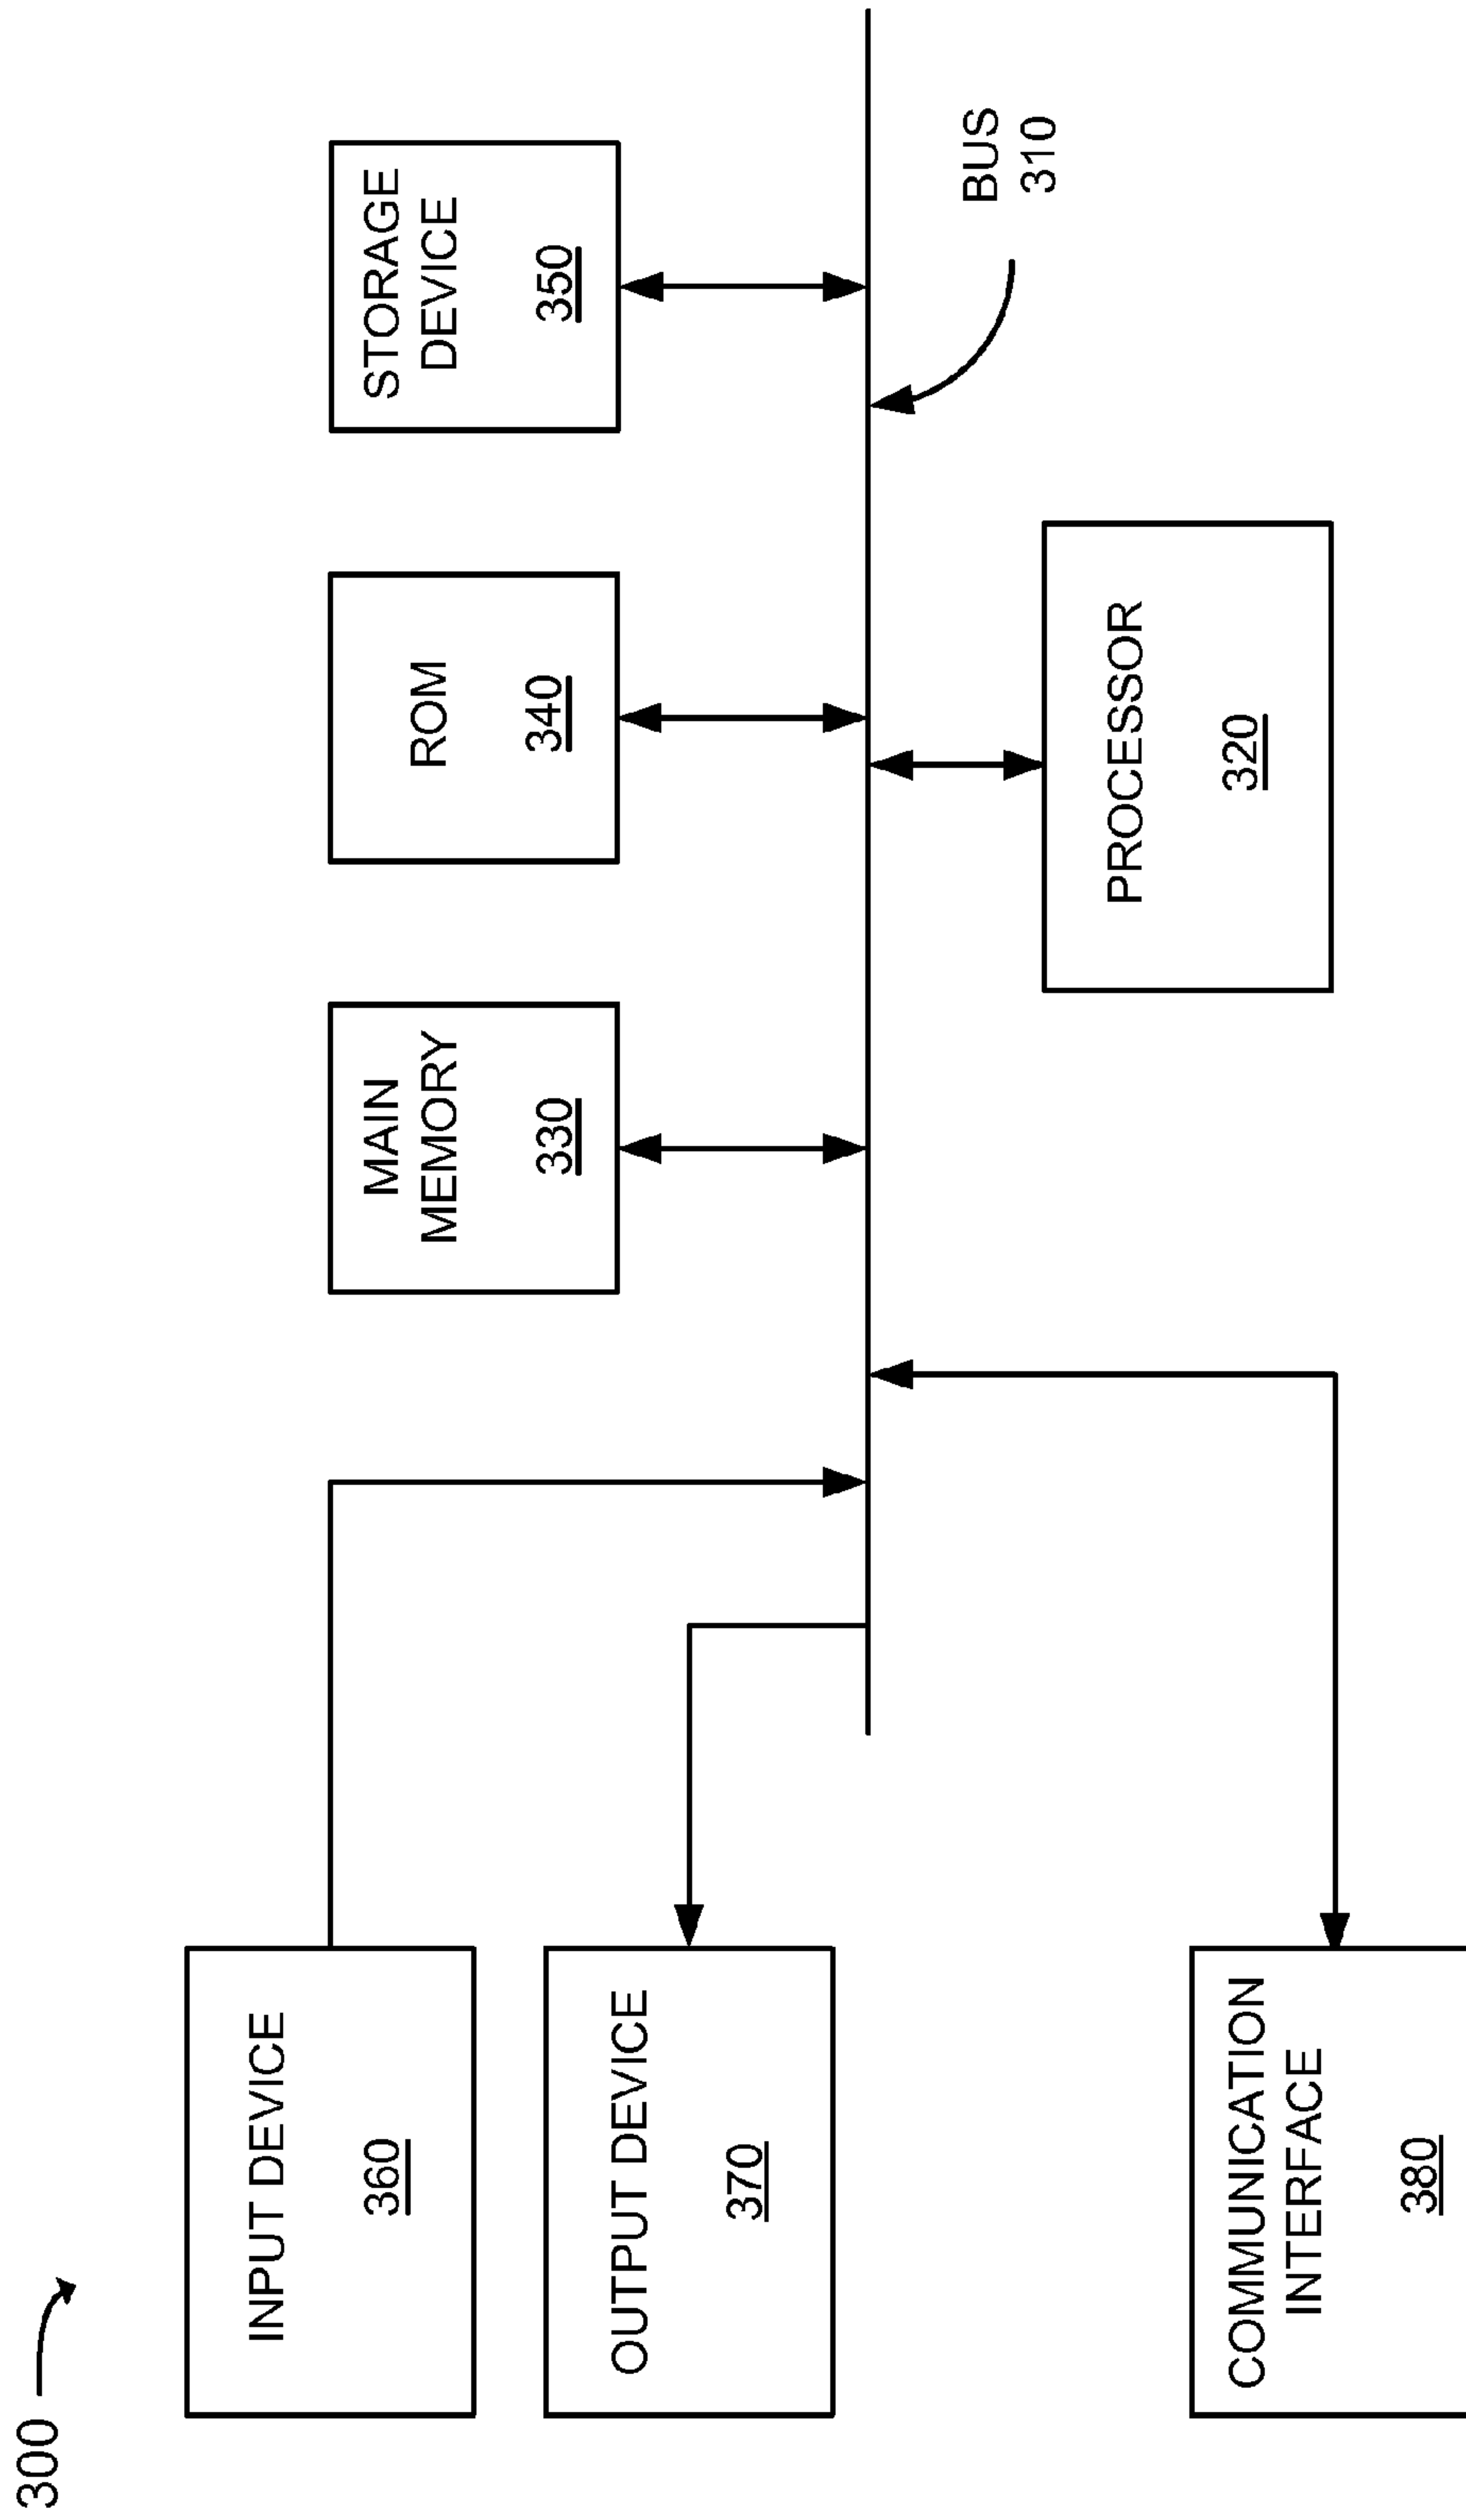 300
INPUT DEVICE
360
MAIN
MEMORY
330
ROM
340
STORAGE
DEVICE
350
OUTPUT DEVICE
370
BUS
310
COMMUNICATION
INTERFACE
380
PROCESSOR
320